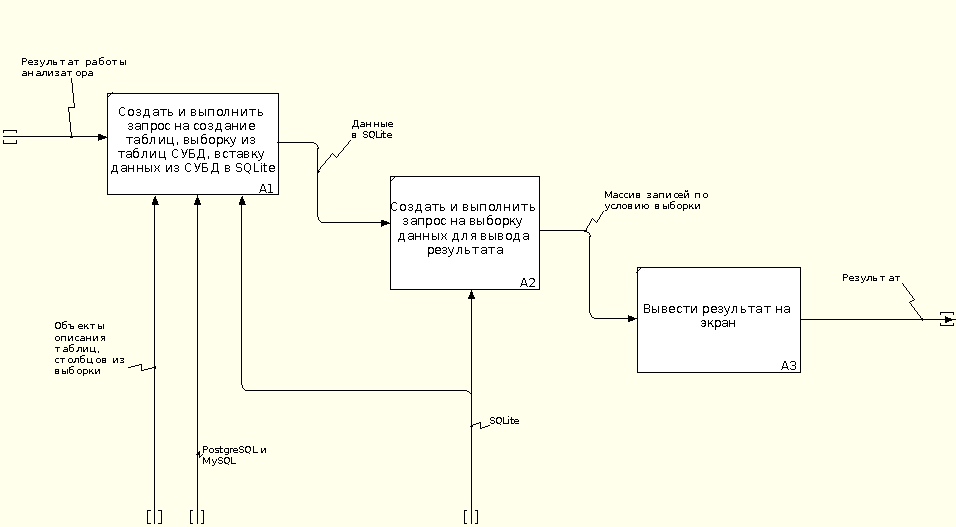 Результат работы
анализатора
Создать и выполнить
запрос на создание
таблиц, выборку из
таблиц СУБД, вставку
данных из СУБД в SQLite
A1
Данные
в SQLite
Создать и выполнить
запрос на выборку
данных для вывода
результата
A2
Массив записей по
условию выборки
Вывести результат на
экран
A3
Результат
Объекты
описания
таблиц,
столбцов из
выборки
PostgreSQL и
MySQL
SQLite